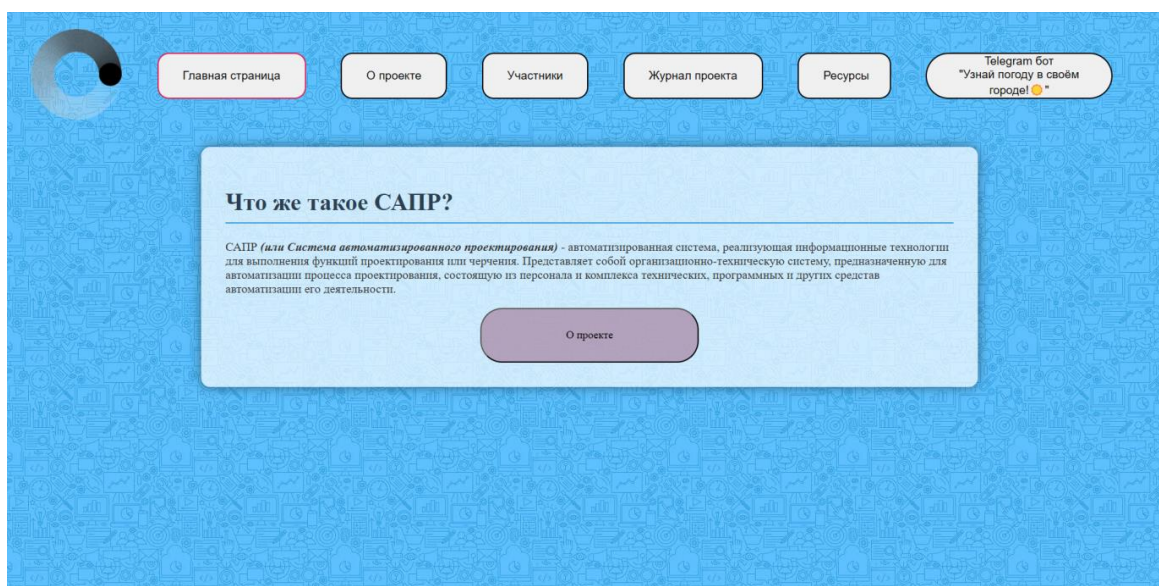 Главная страница
О проекте
Участники
Журнал проекта
Ресурсы
Telegram бот
"Узнай погоду в своём
городе!🌞"
Что же такое САПР?
САПР (или Система автоматизированного проектирования) - автоматизированная система, реализующая информационные технологии
для выполнения функций проектирования или черчения. Представляет собой организационно-техническую систему, предназначенную для
автоматизации процесса проектирования, состоящую из персонала и комплекса технических, программных и других средств
автоматизации его деятельности.
О проекте